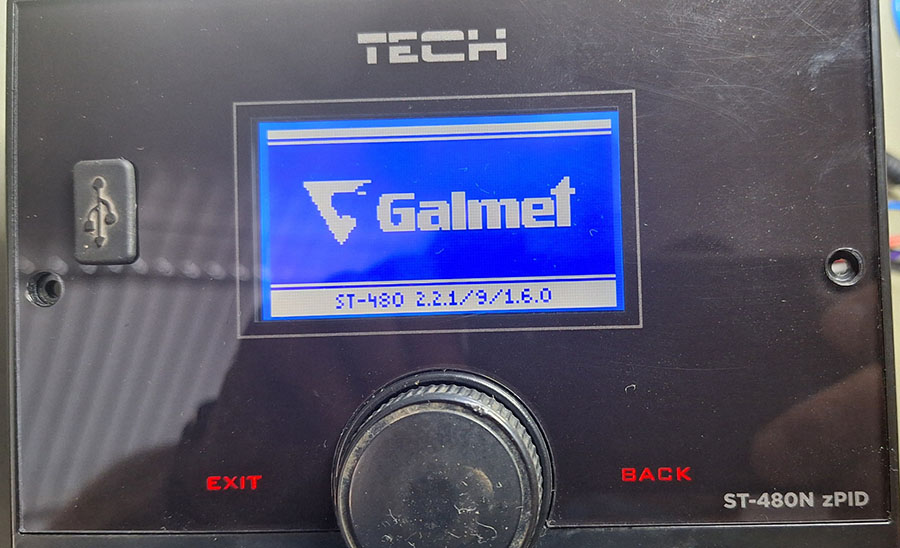 TECH
Galmet
ST-480 2.2.1/9/1.6.0
EXIT
BACK
ST-480N zPID